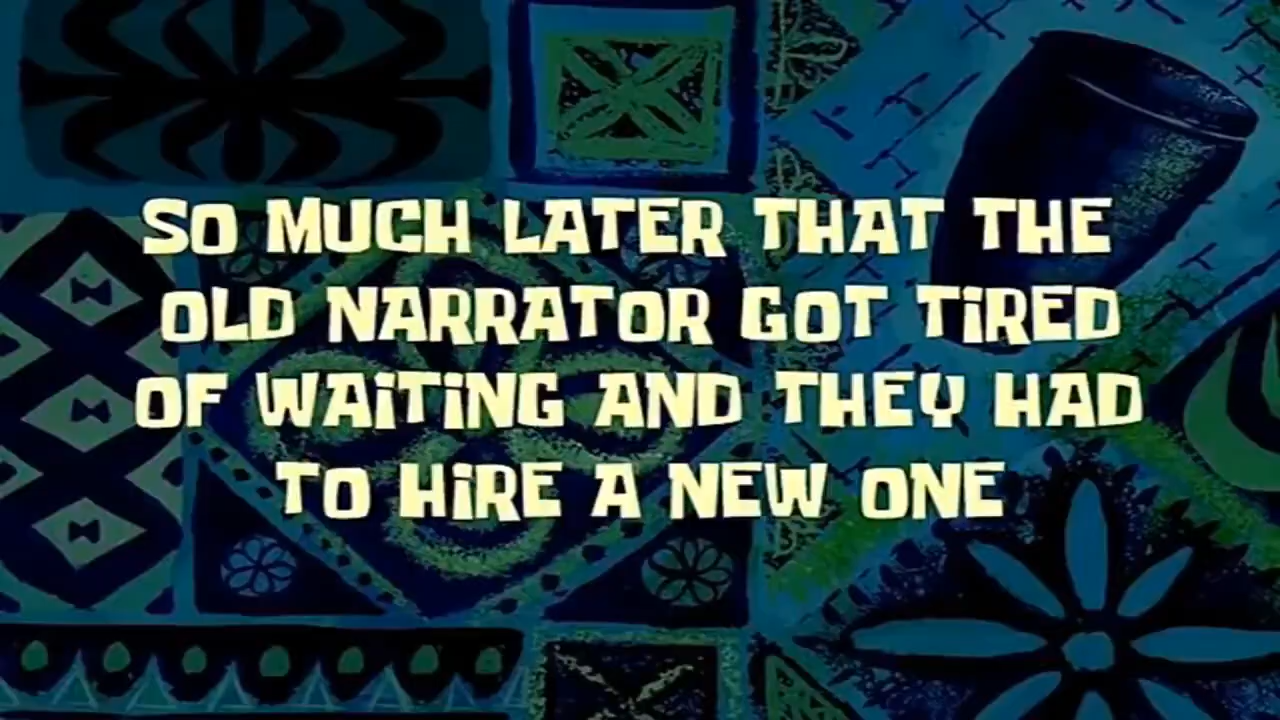 SO MUCH LATER THAT THE
OLD NARRATOR GOT TiRED
OF WAiTiNG AND THEY HAD
TO HiRE A NEW ONE